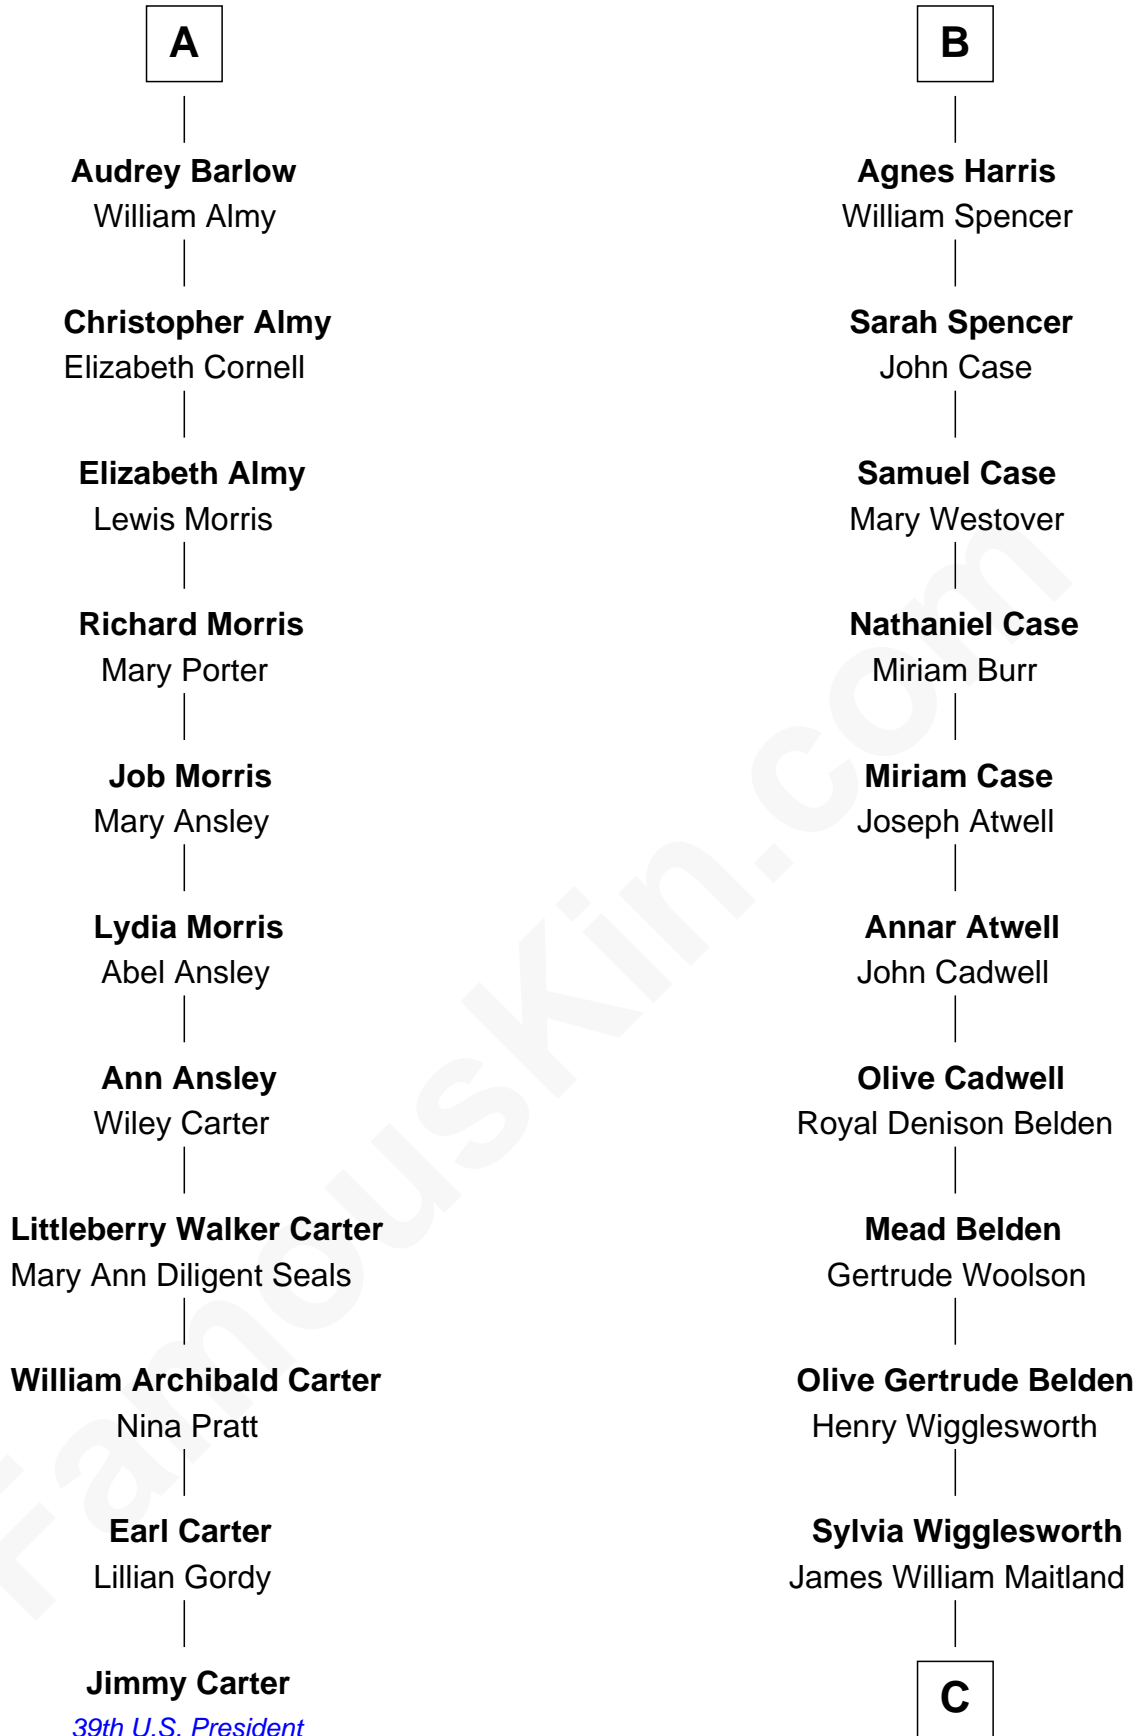 A
Audrey Barlow
William Almy
Christopher Almy
Elizabeth Cornell
Elizabeth Almy
Lewis Morris
Richard Morris
Mary Porter
Job Morris
Mary Ansley
Lydia Morris
Abel Ansley
Ann Ansley
Wiley Carter
Littleberry Walker Carter
Mary Ann Diligent Seals
William Archibald Carter
Nina Pratt
Earl Carter
Lillian Gordy
Jimmy Carter
39th U.S. President
B
Agnes Harris
William Spencer
Sarah Spencer
John Case
Samuel Case
Mary Westover
Nathaniel Case
Miriam Burr
Miriam Case
Joseph Atwell
Annar Atwell
John Cadwell
Olive Cadwell
Royal Denison Belden
Mead Belden
Gertrude Woolson
Olive Gertrude Belden
Henry Wigglesworth
Sylvia Wigglesworth
James William Maitland
C
FamousKin.com